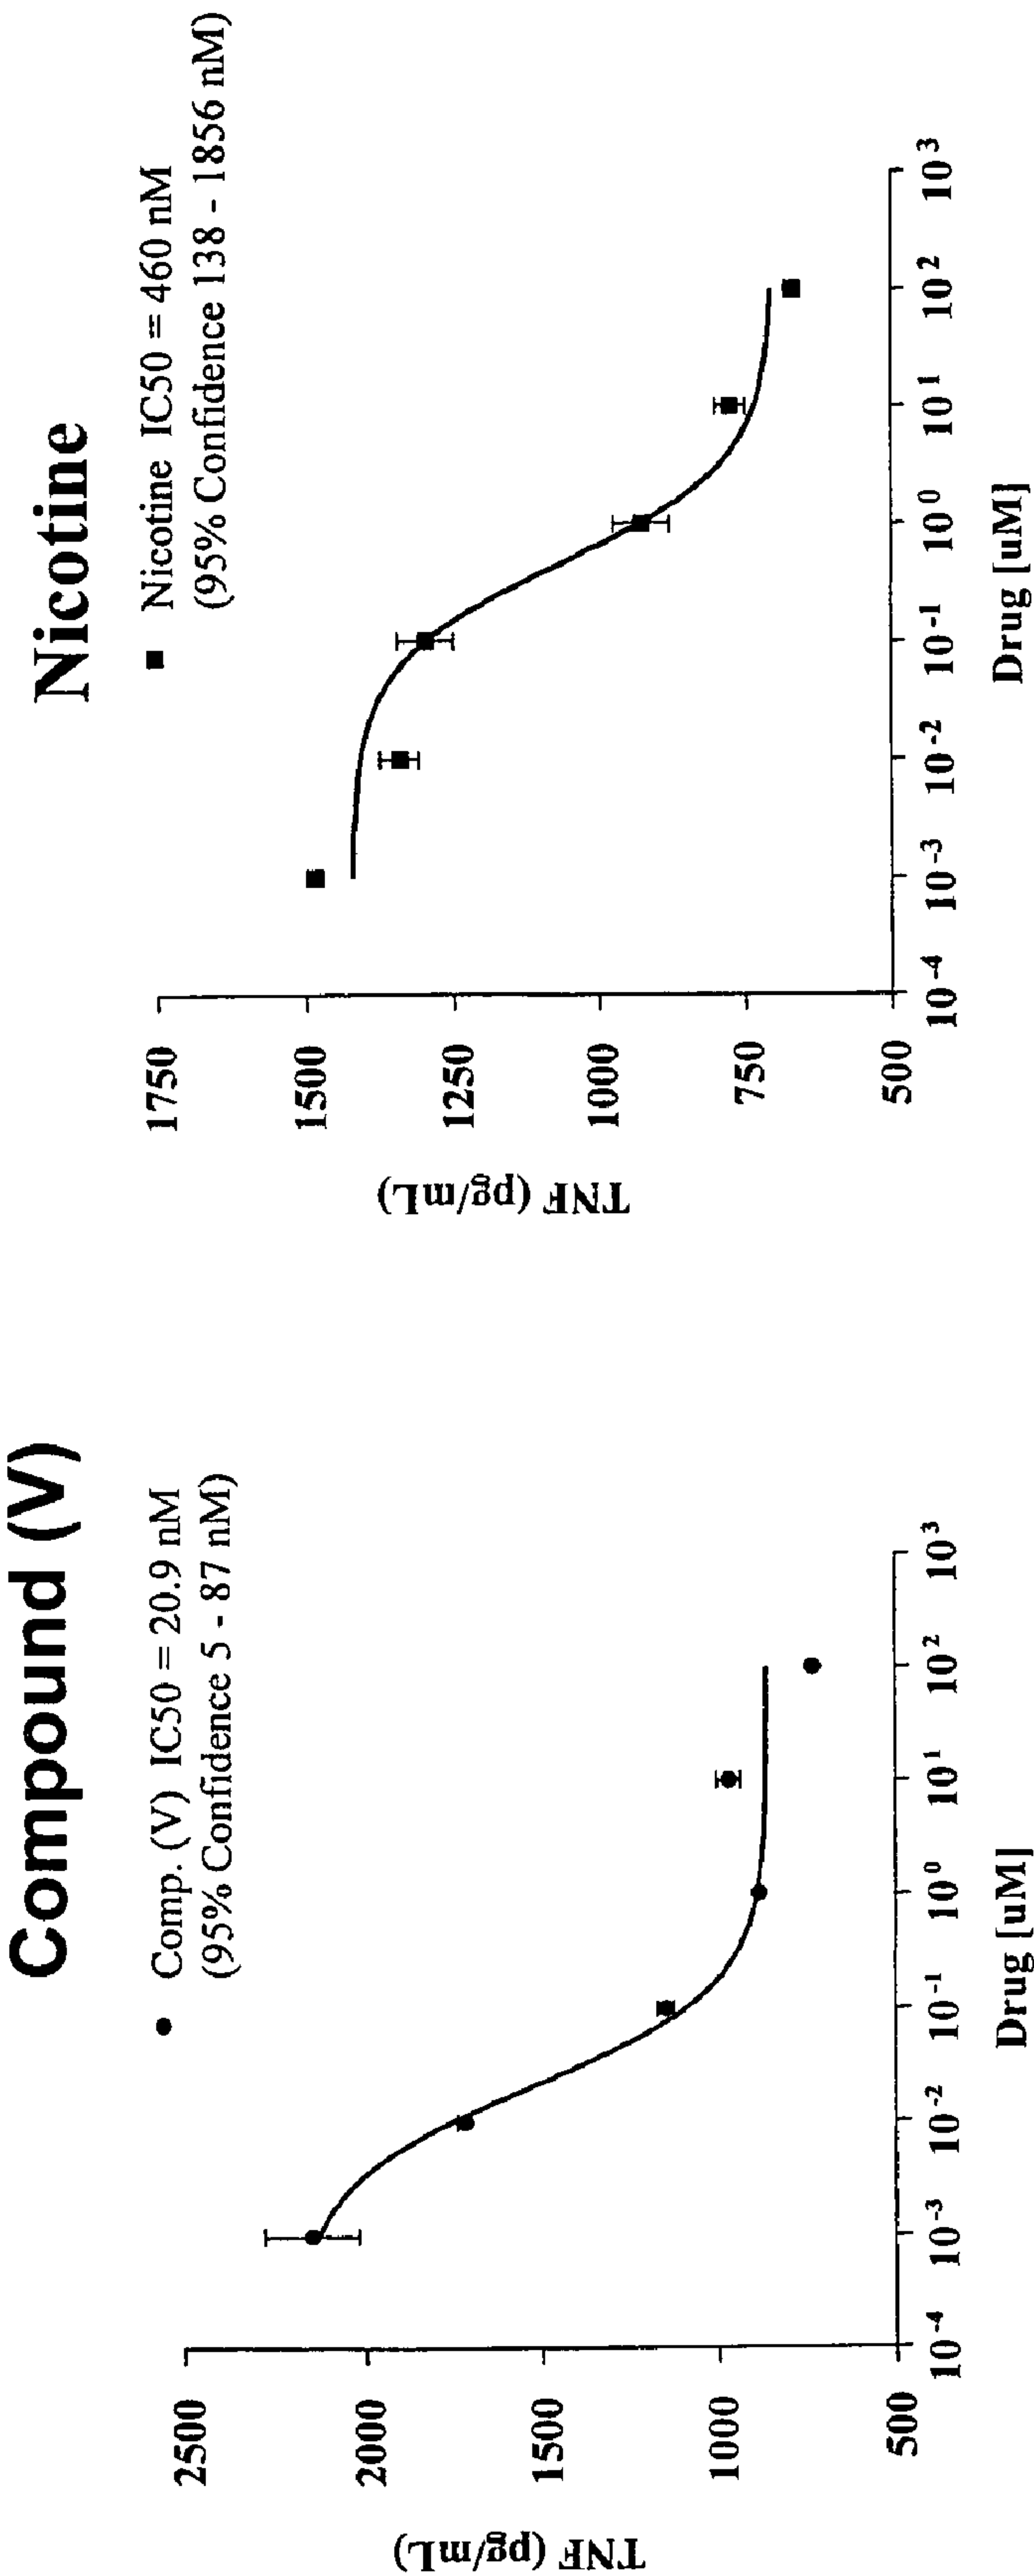 Compound (V)
● Comp. (V) IC50 = 20.9 nM
(95% Confidence 5 - 87 nM)
TNF (pg/mL)
2500
2000
1500
1000
500
10-4 10-3 10-2 10-1 100 101 102 103
Drug [uM]
Nicotine
■ Nicotine IC50 = 460 nM
(95% Confidence 138 - 1856 nM)
TNF (pg/mL)
1750
1500
1250
1000
750
500
10-4 10-3 10-2 10-1 100 101 102 103
Drug [uM]